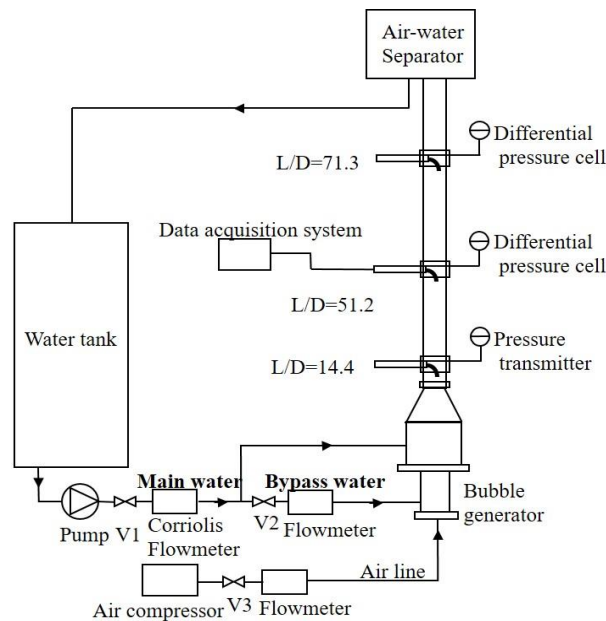 Air-water
Separator
Differential
pressure cell
L/D=71.3
Data acquisition system
Differential
pressure cell
L/D=51.2
Water tank
Pressure
transmitter
L/D=14.4
Main water
Bypass water
Bubble
generator
Pump V1
Corriolis
Flowmeter
V2
Flowmeter
Air line
Air compressor
V3
Flowmeter